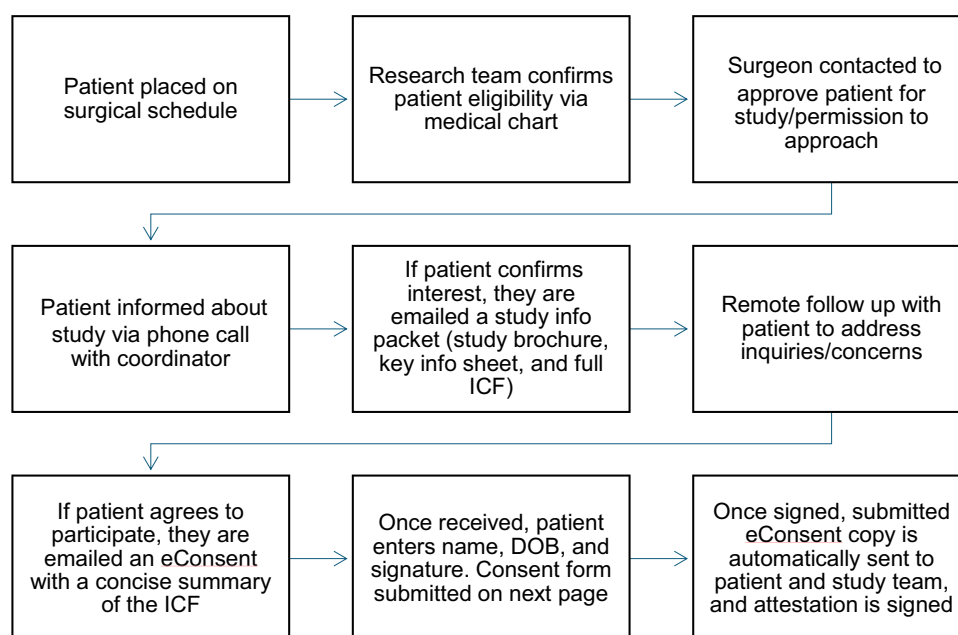 Patient placed on
surgical schedule
Research team confirms
patient eligibility via
medical chart
Surgeon contacted to
approve patient for
study/permission to
approach
Patient informed about
study via phone call
with coordinator
If patient confirms
interest, they are
emailed a study info
packet (study brochure,
key info sheet, and full
ICF)
Remote follow up with
patient to address
inquiries/concerns
If patient agrees to
participate, they are
emailed an eConsent
with a concise summary
of the ICF
Once received, patient
enters name, DOB, and
signature. Consent form
submitted on next page
Once signed, submitted
eConsent copy is
automatically sent to
patient and study team,
and attestation is signed